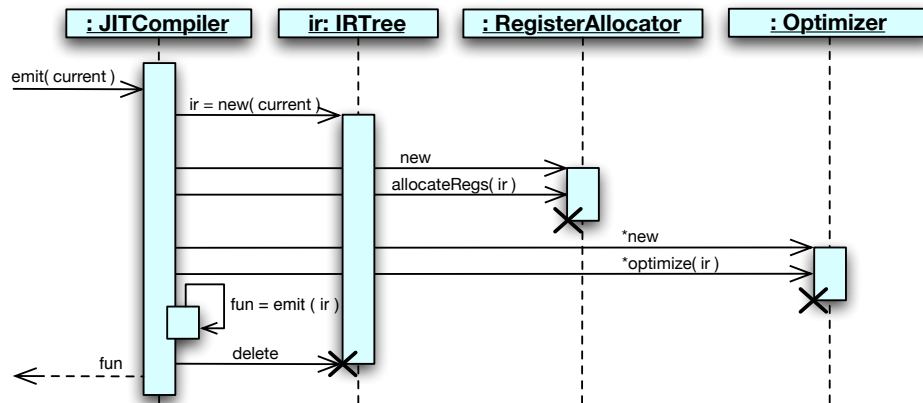 : JITCompiler
ir: IRTree
: RegisterAllocator
: Optimizer
emit( current )
ir = new( current )
new
allocateRegs( ir )
*new
*optimize( ir )
fun = emit ( ir )
delete
fun